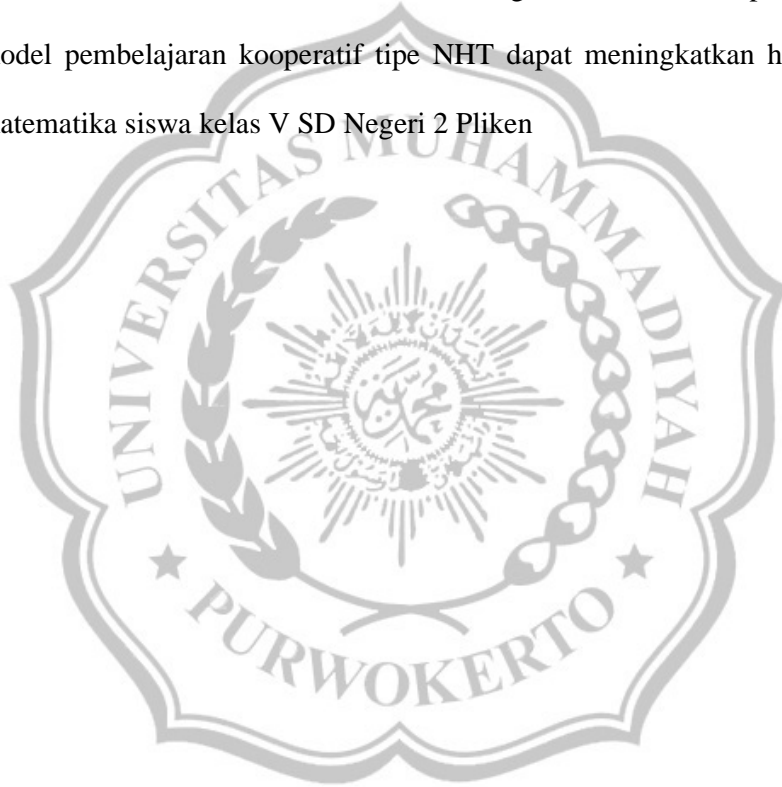 odel pembelajaran kooperatif tipe NHT dapat meningkatkan h
atematika siswa kelas V SD Negeri 2 Pliken
UNIVERSITAS MUHAMMADIYAH
PURWOKERTO